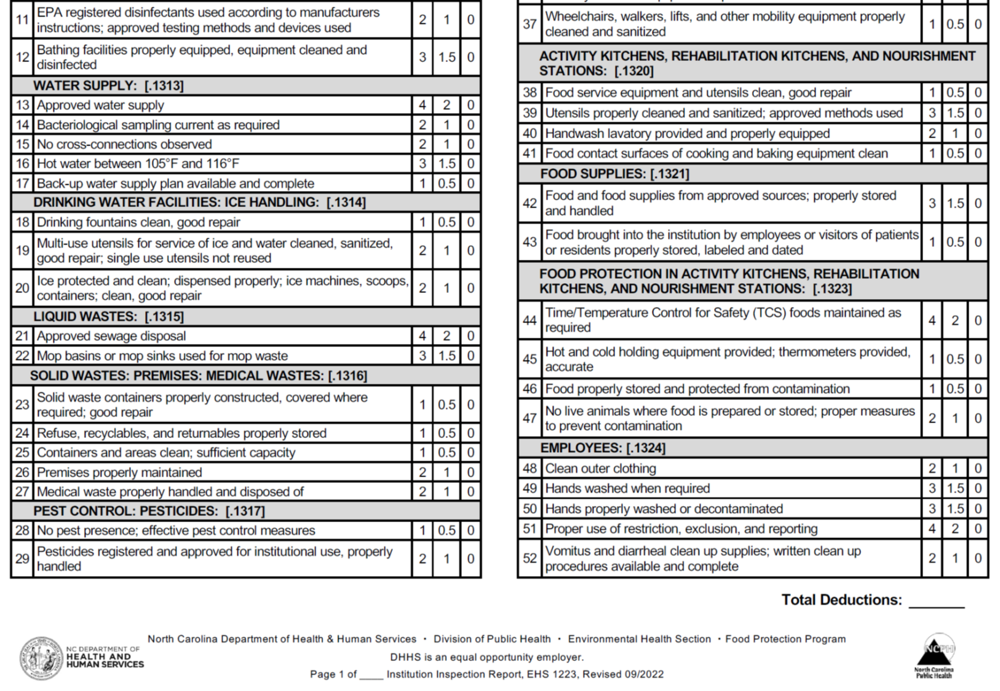 11 EPA registered disinfectants used according to manufacturers
instructions; approved testing methods and devices used 2 1 0
12 Bathing facilities properly equipped, equipment cleaned and
disinfected 3 1.5 0
WATER SUPPLY: [.1313]
13 Approved water supply 4 2 0
14 Bacteriological sampling current as required 2 1 0
15 No cross-connections observed 2 1 0
16 Hot water between 105°F and 116°F 3 1.5 0
17 Back-up water supply plan available and complete 1 0.5 0
DRINKING WATER FACILITIES: ICE HANDLING: [.1314]
18 Drinking fountains clean, good repair 1 0.5 0
19 Multi-use utensils for service of ice and water cleaned, sanitized,
good repair; single use utensils not reused 2 1 0
20 Ice protected and clean; dispensed properly; ice machines, scoops,
containers; clean, good repair 2 1 0
LIQUID WASTES: [.1315]
21 Approved sewage disposal 4 2 0
22 Mop basins or mop sinks used for mop waste 3 1.5 0
SOLID WASTES: PREMISES: MEDICAL WASTES: [.1316]
23 Solid waste containers properly constructed, covered where
required; good repair 1 0.5 0
24 Refuse, recyclables, and returnables properly stored 1 0.5 0
25 Containers and areas clean; sufficient capacity 1 0.5 0
26 Premises properly maintained 2 1 0
27 Medical waste properly handled and disposed of 2 1 0
PEST CONTROL: PESTICIDES: [.1317]
28 No pest presence; effective pest control measures 1 0.5 0
29 Pesticides registered and approved for institutional use, properly
handled 2 1 0
37 Wheelchairs, walkers, lifts, and other mobility equipment properly
cleaned and sanitized 1 0.5 0
ACTIVITY KITCHENS, REHABILITATION KITCHENS, AND NOURISHMENT
STATIONS: [.1320]
38 Food service equipment and utensils clean, good repair 1 0.5 0
39 Utensils properly cleaned and sanitized; approved methods used 3 1.5 0
40 Handwash lavatory provided and properly equipped 2 1 0
41 Food contact surfaces of cooking and baking equipment clean 1 0.5 0
FOOD SUPPLIES: [.1321]
42 Food and food supplies from approved sources; properly stored
and handled 3 1.5 0
43 Food brought into the institution by employees or visitors of patients
or residents properly stored, labeled and dated 1 0.5 0
FOOD PROTECTION IN ACTIVITY KITCHENS, REHABILITATION
KITCHENS, AND NOURISHMENT STATIONS: [.1323]
44 Time/Temperature Control for Safety (TCS) foods maintained as
required 4 2 0
45 Hot and cold holding equipment provided; thermometers provided,
accurate 1 0.5 0
46 Food properly stored and protected from contamination 1 0.5 0
47 No live animals where food is prepared or stored; proper measures
to prevent contamination 2 1 0
EMPLOYEES: [.1324]
48 Clean outer clothing 2 1 0
49 Hands washed when required 3 1.5 0
50 Hands properly washed or decontaminated 3 1.5 0
51 Proper use of restriction, exclusion, and reporting 4 2 0
52 Vomitus and diarrheal clean up supplies; written clean up
procedures available and complete 2 1 0
Total Deductions: ______
NC DEPARTMENT OF
HEALTH AND
HUMAN SERVICES
North Carolina Department of Health & Human Services • Division of Public Health • Environmental Health Section • Food Protection Program
DHHS is an equal opportunity employer.
Page 1 of ____ Institution Inspection Report, EHS 1223, Revised 09/2022
NCPH
North Carolina
Public Health